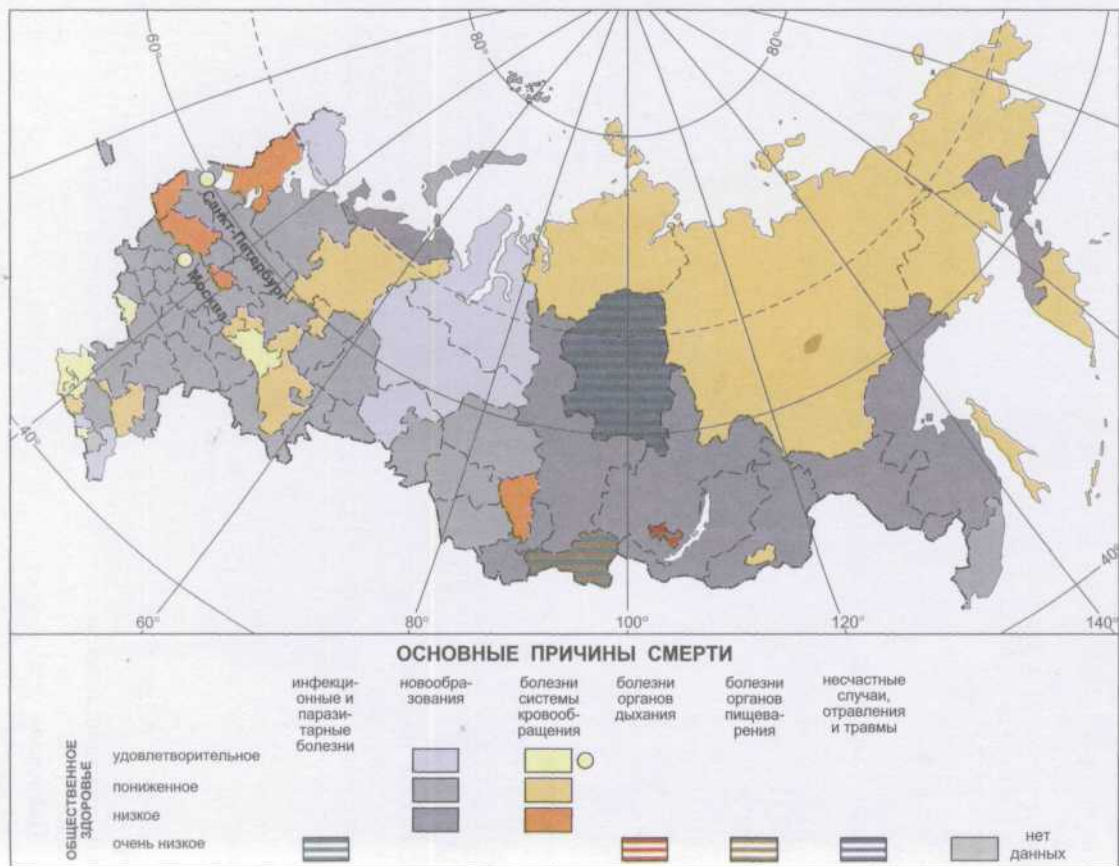 60°
80°
80°
Санкт-Петербург
Москва
40°
40°
60°
80°
100°
120°
140°
ОСНОВНЫЕ ПРИЧИНЫ СМЕРТИ
инфекци-
онные и
парази-
тарные
болезни
новообра-
зования
болезни
системы
кровооб-
ращения
болезни
органов
дыхания
болезни
органов
пищева-
рения
несчастные
случаи,
отравления
и травмы
ОБЩЕСТВЕННОЕ
ЗДОРОВЬЕ
удовлетворительное
пониженное
низкое
очень низкое
нет
данных